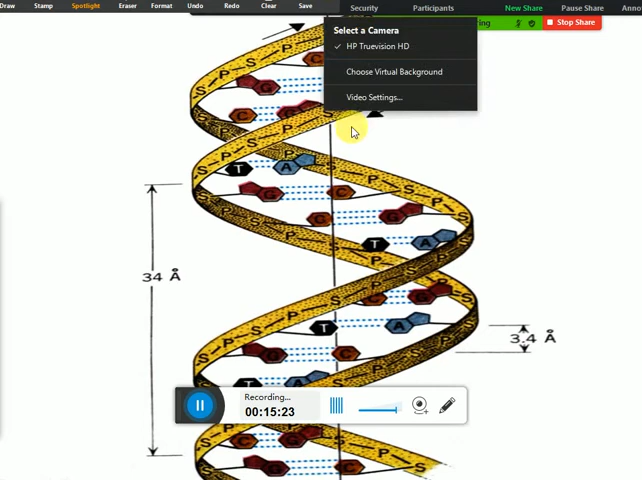 Draw Stamp Spotlight Eraser Format Undo Redo Clear Save
Security Participants New Share Pause Share Anno
Stop Share
Select a Camera
✓ HP Truevision HD
Choose Virtual Background
Video Settings...
S P S P
G
C G
S P S P S
T A
S P
G C
C G S
P S
T A
P
34 Å
C G S
S P S P
T A
3.4 Å
G C
S P
T A
Recording...
00:15:23
S P C G S P
G C S